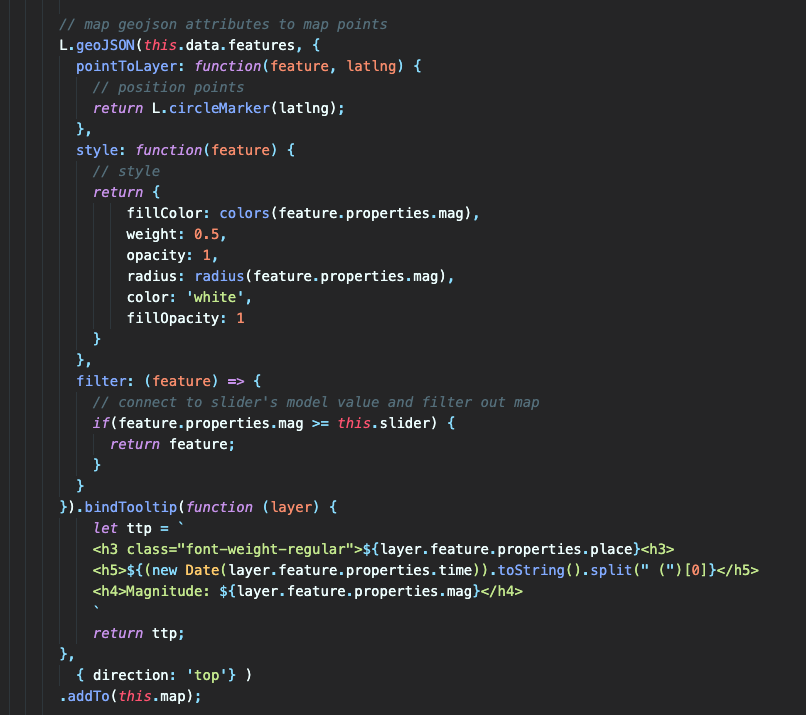 // map geojson attributes to map points
L.geoJSON(this.data.features, {
pointToLayer: function(feature, latlng) {
// position points
return L.circleMarker(latlng);
},
style: function(feature) {
// style
return {
fillColor: colors(feature.properties.mag),
weight: 0.5,
opacity: 1,
radius: radius(feature.properties.mag),
color: 'white',
fillOpacity: 1
}
},
filter: (feature) => {
// connect to slider's model value and filter out map
if(feature.properties.mag >= this.slider) {
return feature;
}
}
}).bindTooltip(function (layer) {
let ttp = `
<h3 class="font-weight-regular">${layer.feature.properties.place}<h3>
<h5>${(new Date(layer.feature.properties.time)).toString().split(" (")[0]}</h5>
<h4>Magnitude: ${layer.feature.properties.mag}</h4>
`
return ttp;
},
{ direction: 'top'} )
.addTo(this.map);